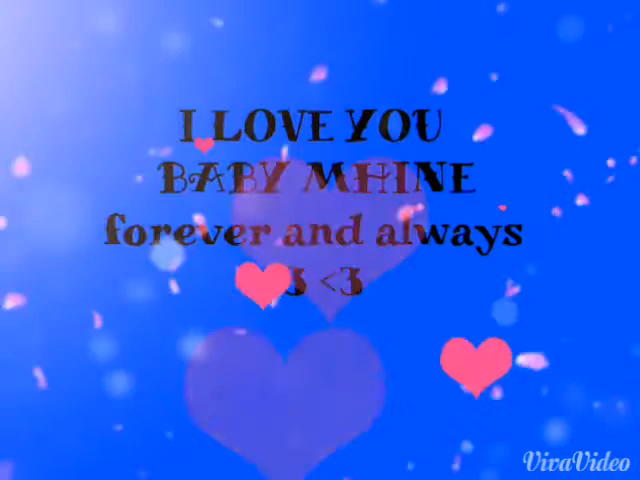 I LOVE YOU
BABY MHINE
forever and always
3 <3
VivaVideo